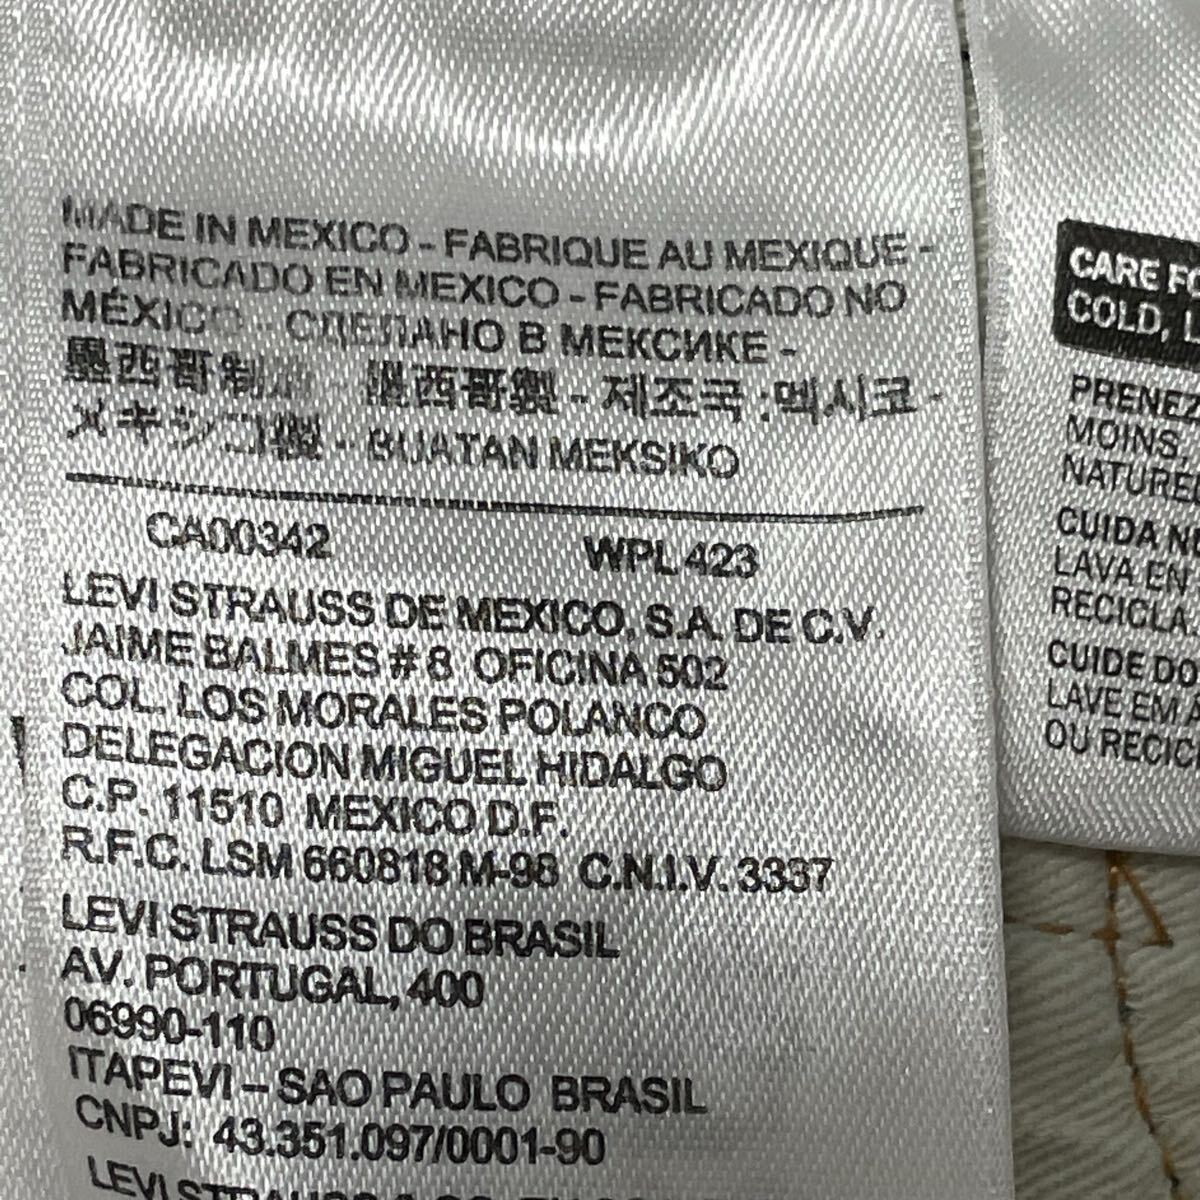 MADE IN MEXICO - FABRIQUE AU MEXIQUE -
FABRICADO EN MEXICO - FABRICADO NO
MÉXICO - СДЕЛАНО В МЕКСИКЕ -
墨西哥制造 - 墨西哥製 - 제조국 : 멕시코 -
メキシコ製 - BUATAN MEKSIKO
CA00342 WPL 423
LEVI STRAUSS DE MEXICO, S.A. DE C.V.
JAIME BALMES # 8 OFICINA 502
COL. LOS MORALES POLANCO
DELEGACION MIGUEL HIDALGO
C.P. 11510 MEXICO D.F.
R.F.C. LSM 660818 M-98 C.N.I.V. 3337
LEVI STRAUSS DO BRASIL
AV. PORTUGAL, 400
06990-110
ITAPEVI – SAO PAULO BRASIL
CNPJ: 43.351.097/0001-90
LEVI STRAUSS
CARE FO
COLD, L
PRENEZ
MOINS,
NATURE
CUIDA N
LAVA EN
RECICLA
CUIDE DO
LAVE EM
OU RECIC